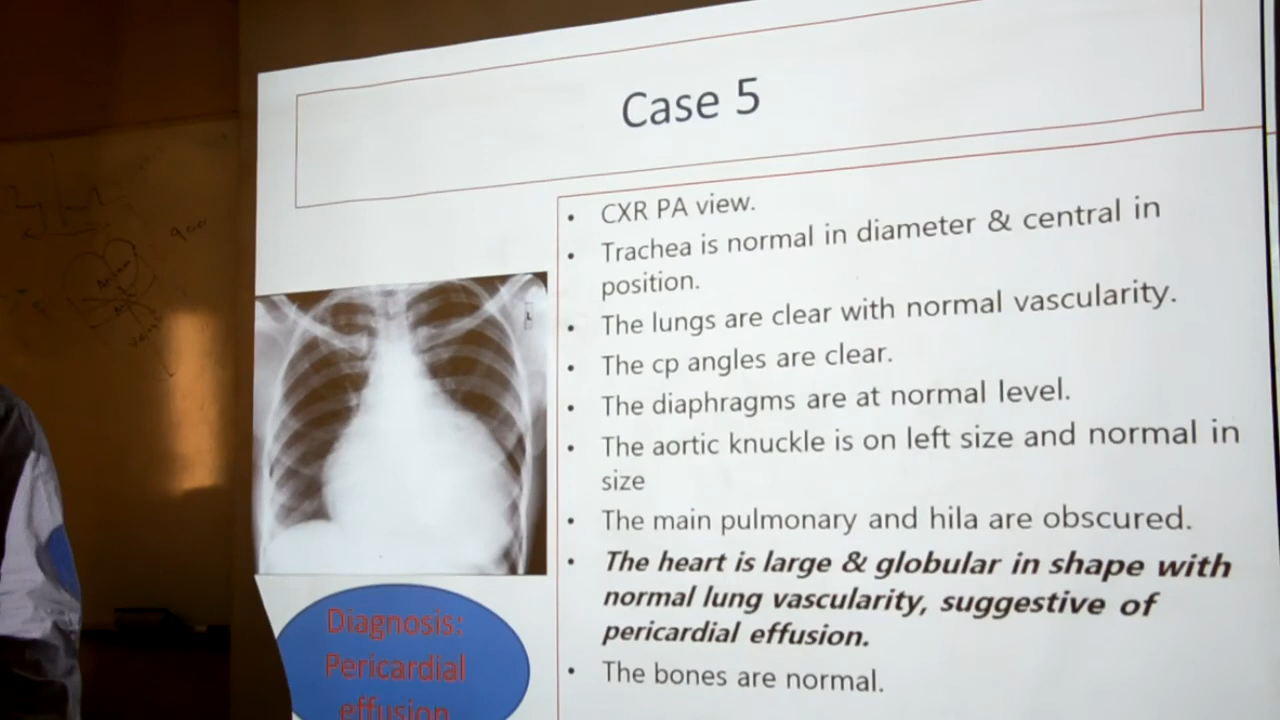 Case 5
• CXR PA view.
• Trachea is normal in diameter & central in
position.
• The lungs are clear with normal vascularity.
• The cp angles are clear.
• The diaphragms are at normal level.
• The aortic knuckle is on left size and normal in
size
• The main pulmonary and hila are obscured.
• The heart is large & globular in shape with
normal lung vascularity, suggestive of
pericardial effusion.
• The bones are normal.
L
Diagnosis:
Pericardial
effusion
900